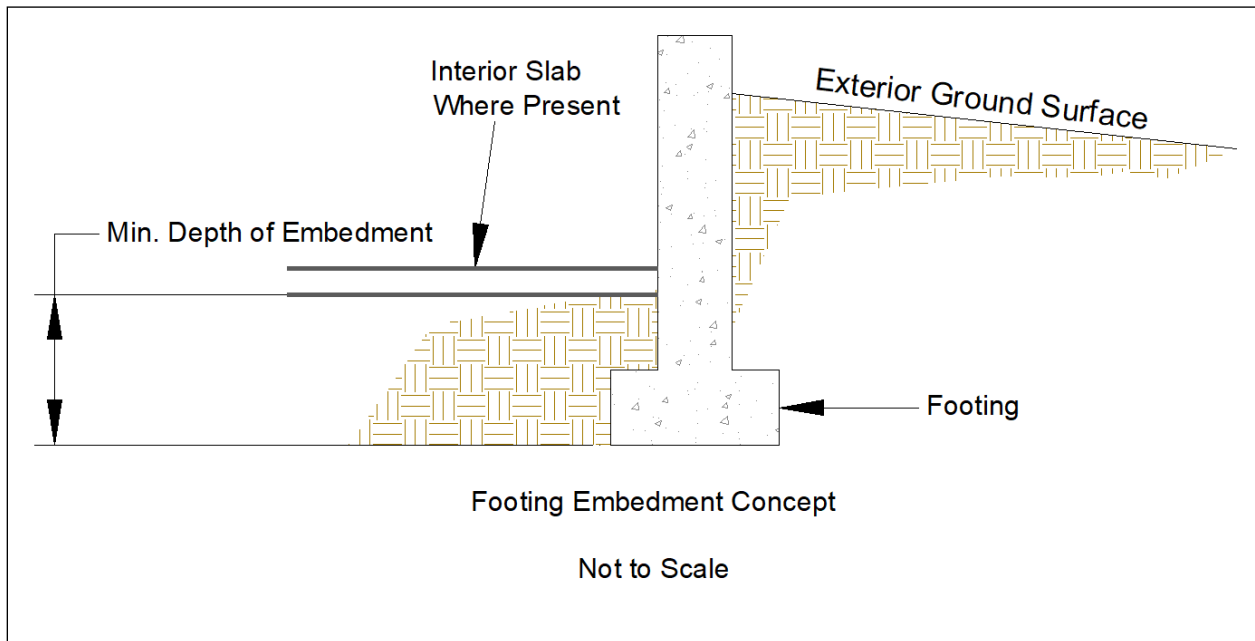 Interior Slab
Where Present
Exterior Ground Surface
Min. Depth of Embedment
Footing
Footing Embedment Concept
Not to Scale